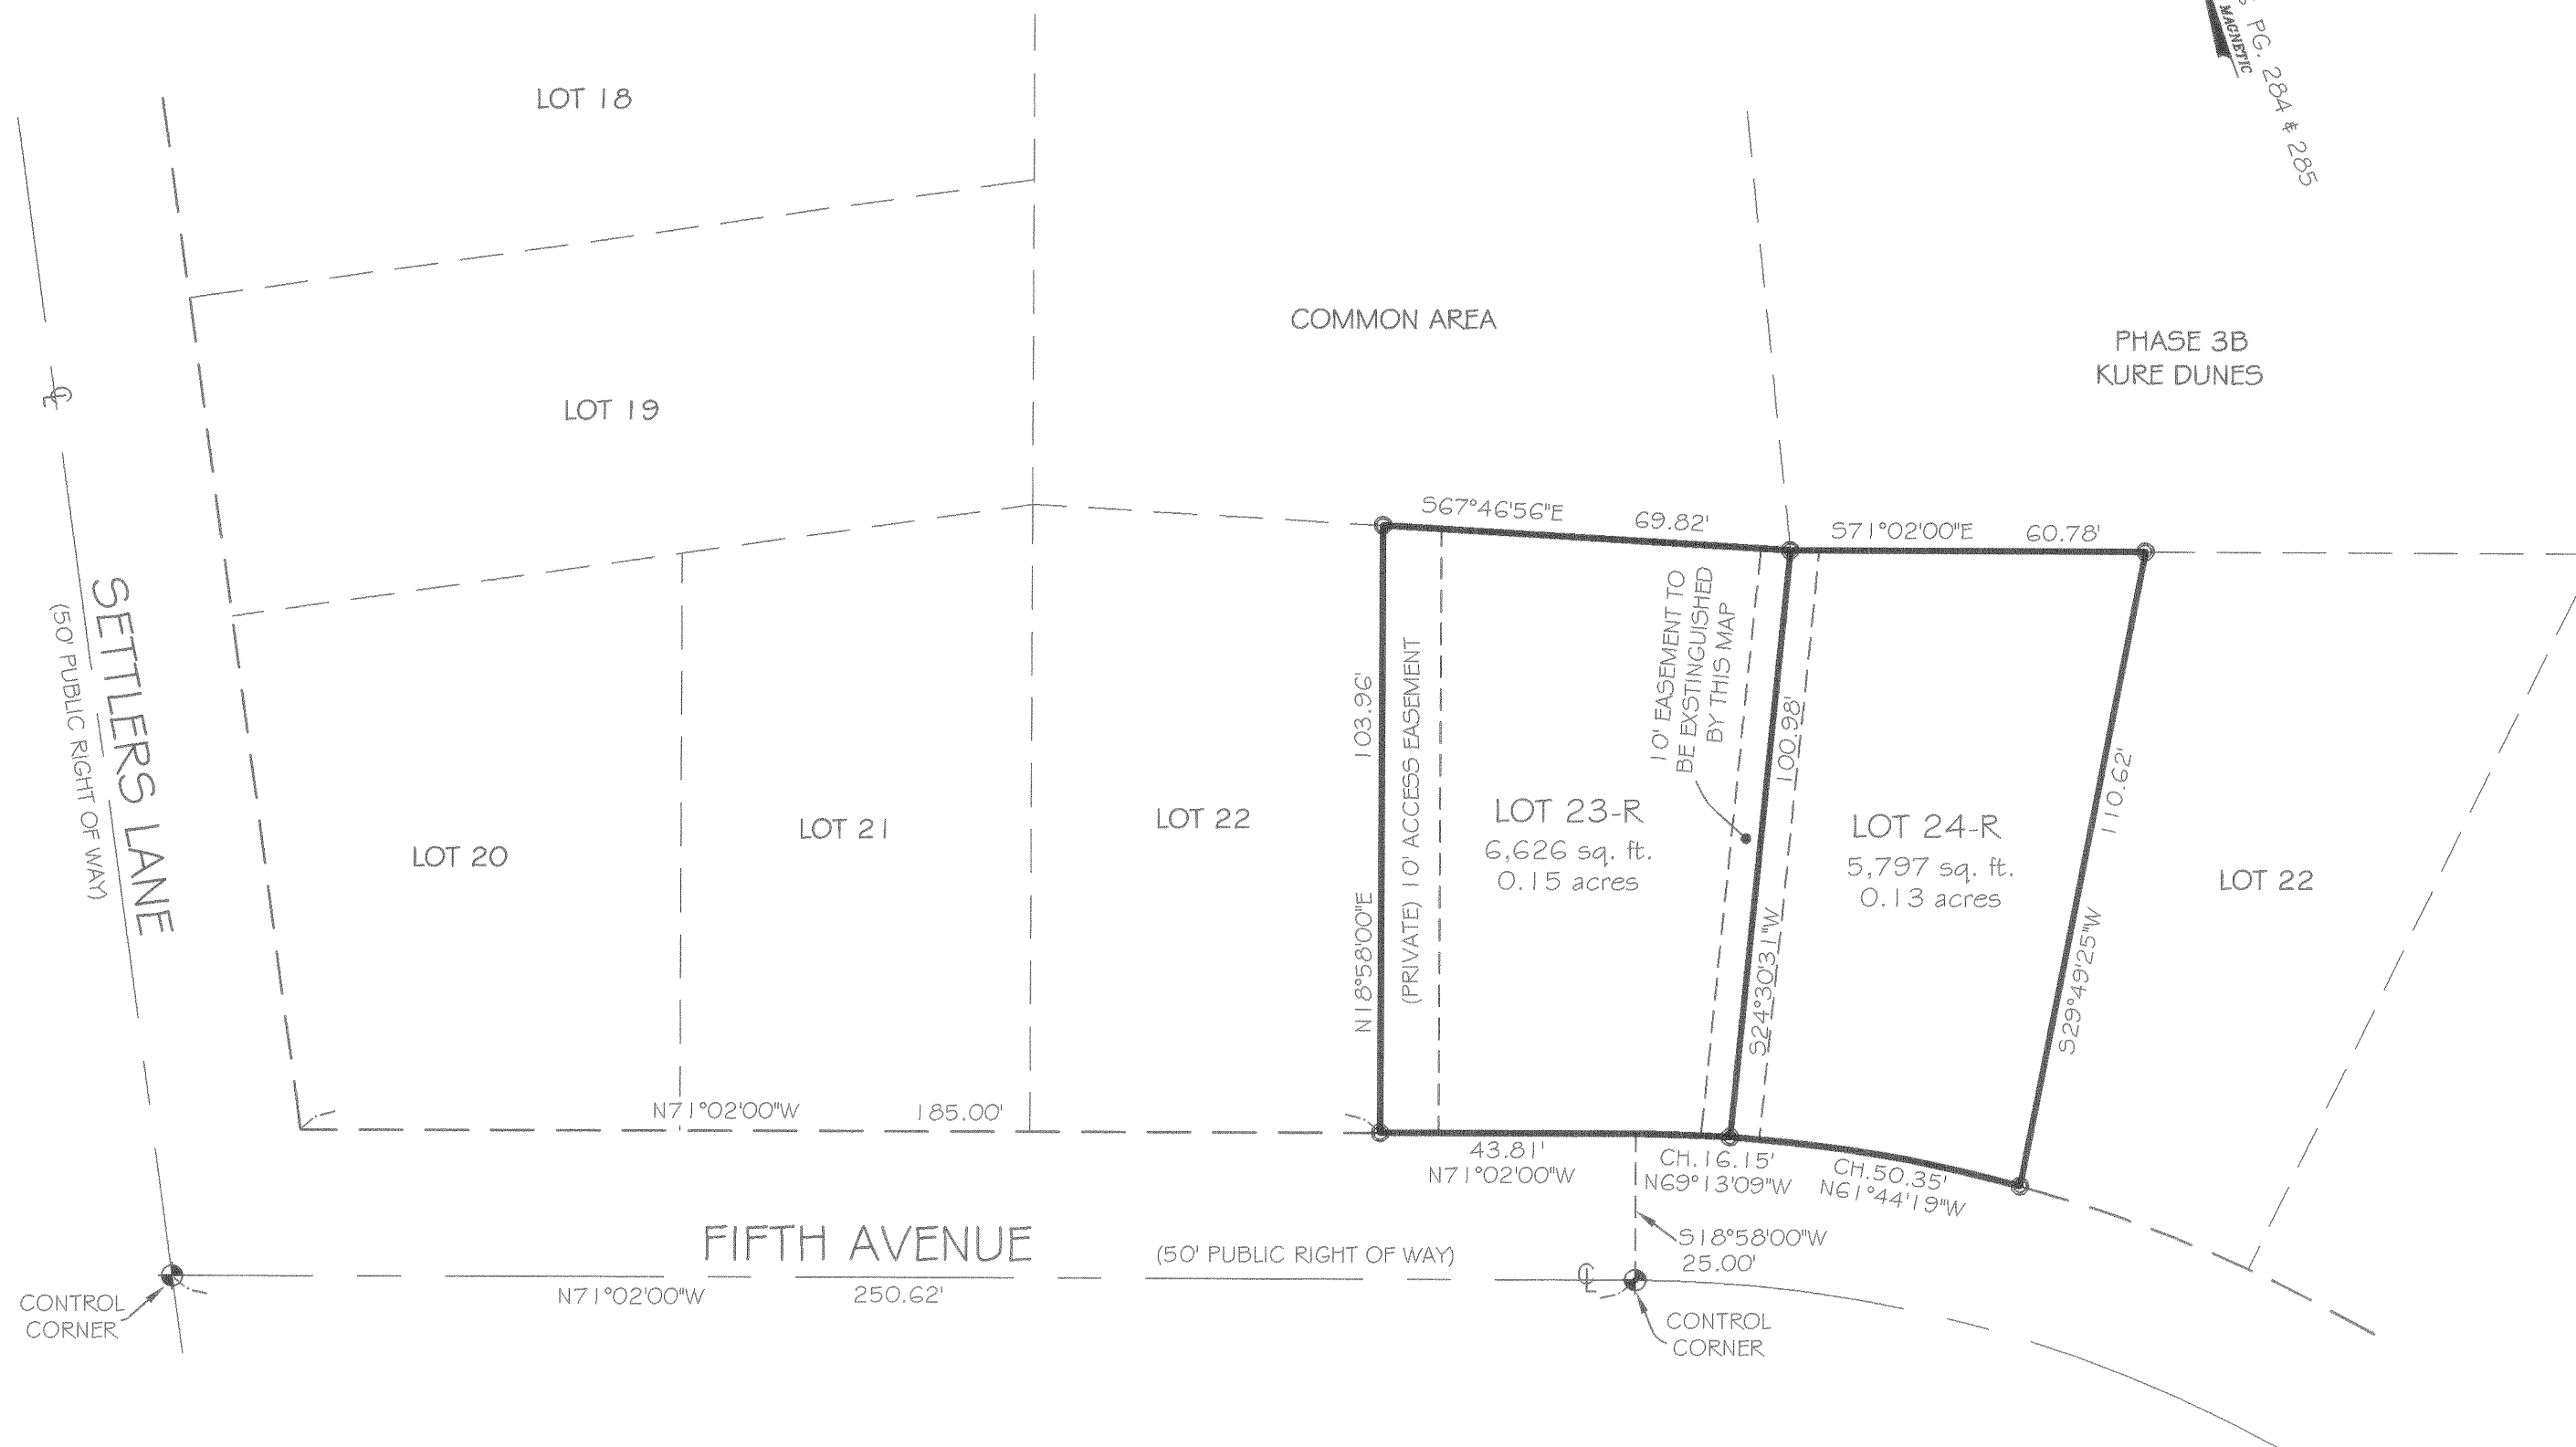 PG. 284 & 285
MAGNETIC
LOT 18
COMMON AREA
PHASE 3B
KURE DUNES
LOT 19
S67°46'56"E
69.82'
S71°02'00"E
60.78'
SETTLERS LANE
(50' PUBLIC RIGHT OF WAY)
LOT 20
LOT 21
LOT 22
103.96'
N18°58'00"E
(PRIVATE) 10' ACCESS EASEMENT
10' EASEMENT TO
BE EXSTINGUISHED
BY THIS MAP
LOT 23-R
6,626 sq. ft.
0.15 acres
100.98'
S24°30'31"W
LOT 24-R
5,797 sq. ft.
0.13 acres
110.62'
S29°49'25"W
LOT 22
N71°02'00"W
185.00'
43.81'
N71°02'00"W
CH.16.15'
N69°13'09"W
CH.50.35'
N61°44'19"W
FIFTH AVENUE
(50' PUBLIC RIGHT OF WAY)
S18°58'00"W
25.00'
N71°02'00"W
250.62'
CONTROL
CORNER
CONTROL
CORNER